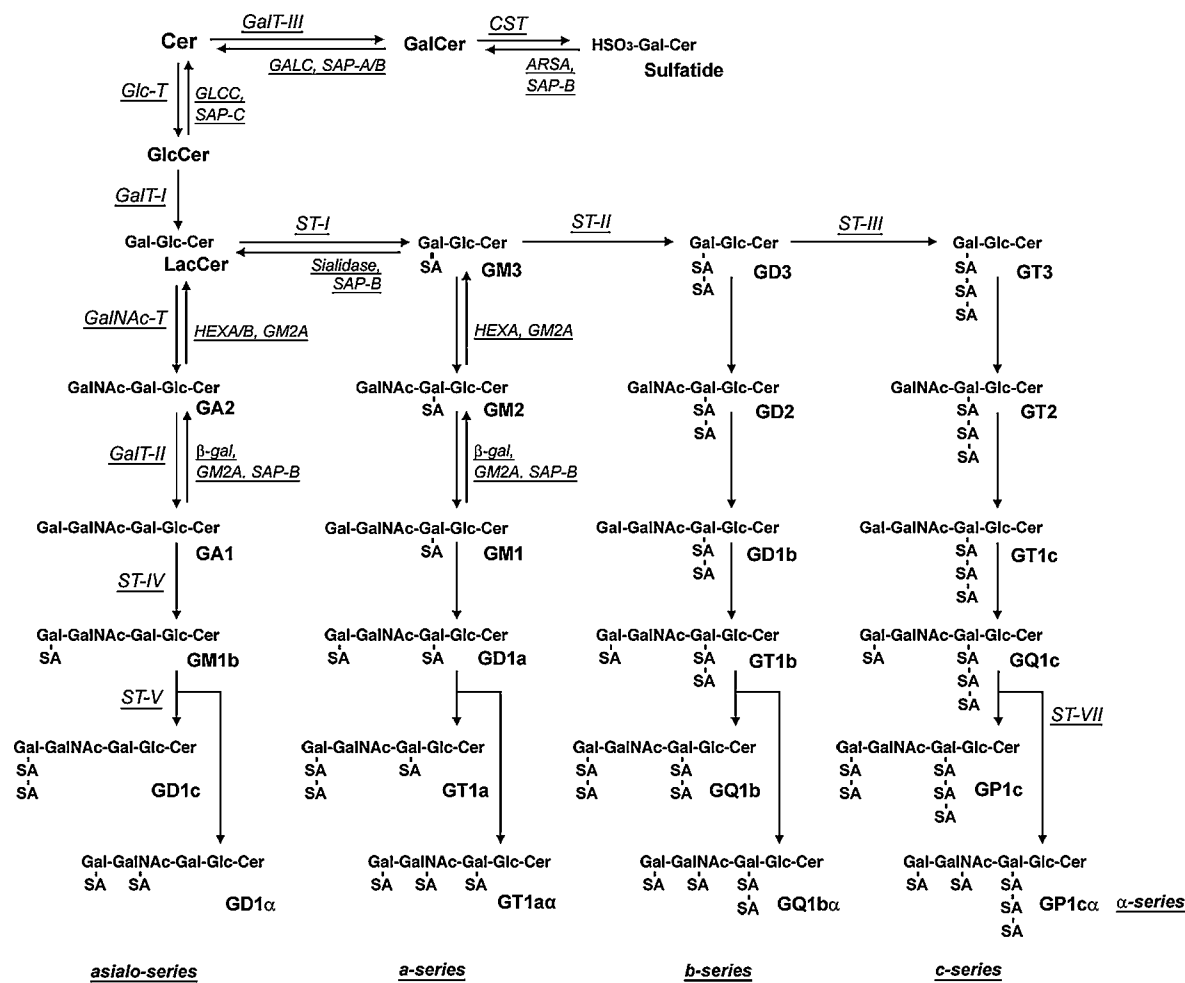 GalT-III
CST
Cer
GalCer
HSO3-Gal-Cer
Sulfatide
GALC, SAP-A/B
ARSA,
SAP-B
Glc-T
GLCC,
SAP-C
GlcCer
GalT-I
ST-I
ST-II
ST-III
Gal-Glc-Cer
LacCer
Sialidase,
SAP-B
Gal-Glc-Cer
SA
GM3
Gal-Glc-Cer
SA
SA
GD3
Gal-Glc-Cer
SA
SA
SA
GT3
GalNAc-T
HEXA/B, GM2A
HEXA, GM2A
GalNAc-Gal-Glc-Cer
GA2
GalNAc-Gal-Glc-Cer
SA
GM2
GalNAc-Gal-Glc-Cer
SA
SA
GD2
GalNAc-Gal-Glc-Cer
SA
SA
SA
GT2
GalT-II
β-gal,
GM2A. SAP-B
β-gal,
GM2A. SAP-B
Gal-GalNAc-Gal-Glc-Cer
GA1
Gal-GalNAc-Gal-Glc-Cer
SA
GM1
Gal-GalNAc-Gal-Glc-Cer
SA
SA
GD1b
Gal-GalNAc-Gal-Glc-Cer
SA
SA
SA
GT1c
ST-IV
Gal-GalNAc-Gal-Glc-Cer
SA
GM1b
Gal-GalNAc-Gal-Glc-Cer
SA SA
GD1a
Gal-GalNAc-Gal-Glc-Cer
SA SA
SA
GT1b
Gal-GalNAc-Gal-Glc-Cer
SA SA
SA
SA
GQ1c
ST-V
ST-VII
Gal-GalNAc-Gal-Glc-Cer
SA
SA
GD1c
Gal-GalNAc-Gal-Glc-Cer
SA SA
SA
GT1a
Gal-GalNAc-Gal-Glc-Cer
SA SA
SA SA
GQ1b
Gal-GalNAc-Gal-Glc-Cer
SA SA
SA SA
SA
GP1c
Gal-GalNAc-Gal-Glc-Cer
SA SA
GD1α
Gal-GalNAc-Gal-Glc-Cer
SA SA SA
GT1aα
Gal-GalNAc-Gal-Glc-Cer
SA SA SA
SA
GQ1bα
Gal-GalNAc-Gal-Glc-Cer
SA SA SA
SA
SA
GP1cα
α-series
asialo-series
a-series
b-series
c-series